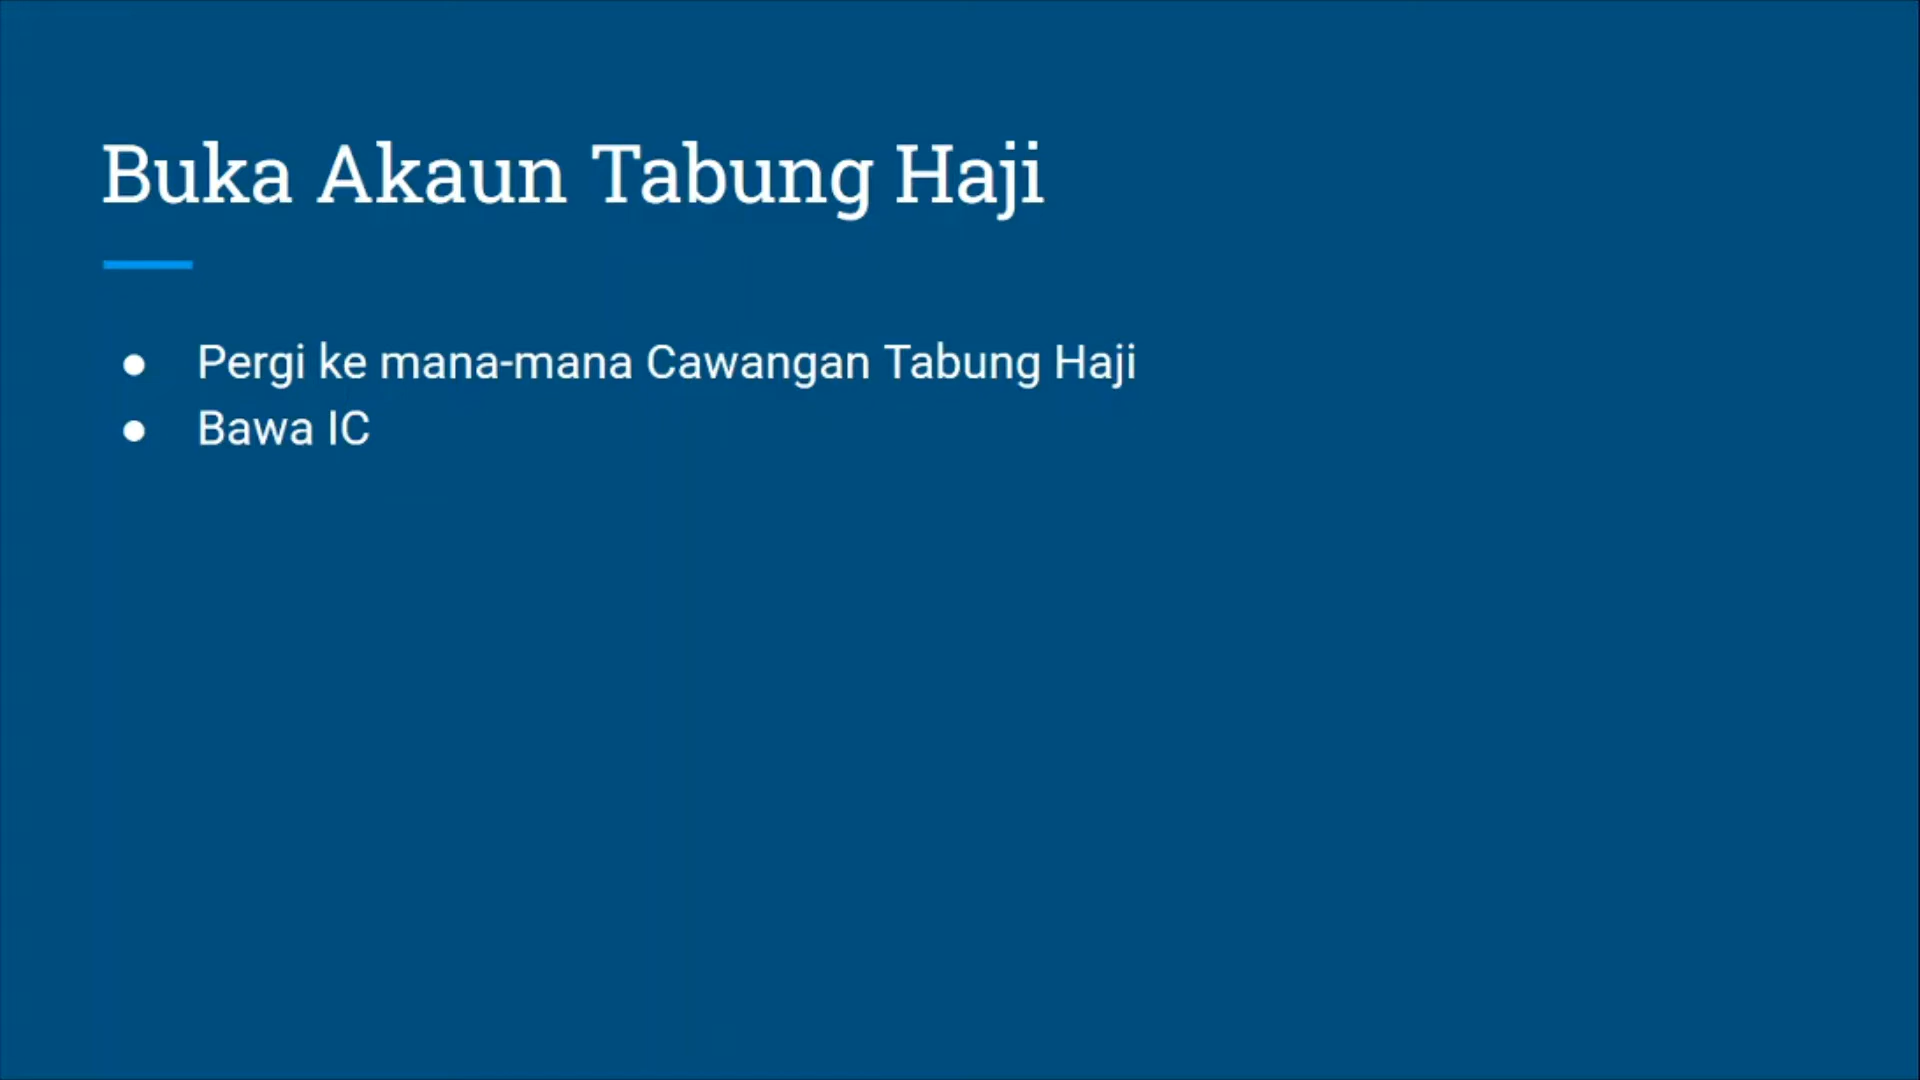 Buka Akaun Tabung Haji
● Pergi ke mana-mana Cawangan Tabung Haji
● Bawa IC